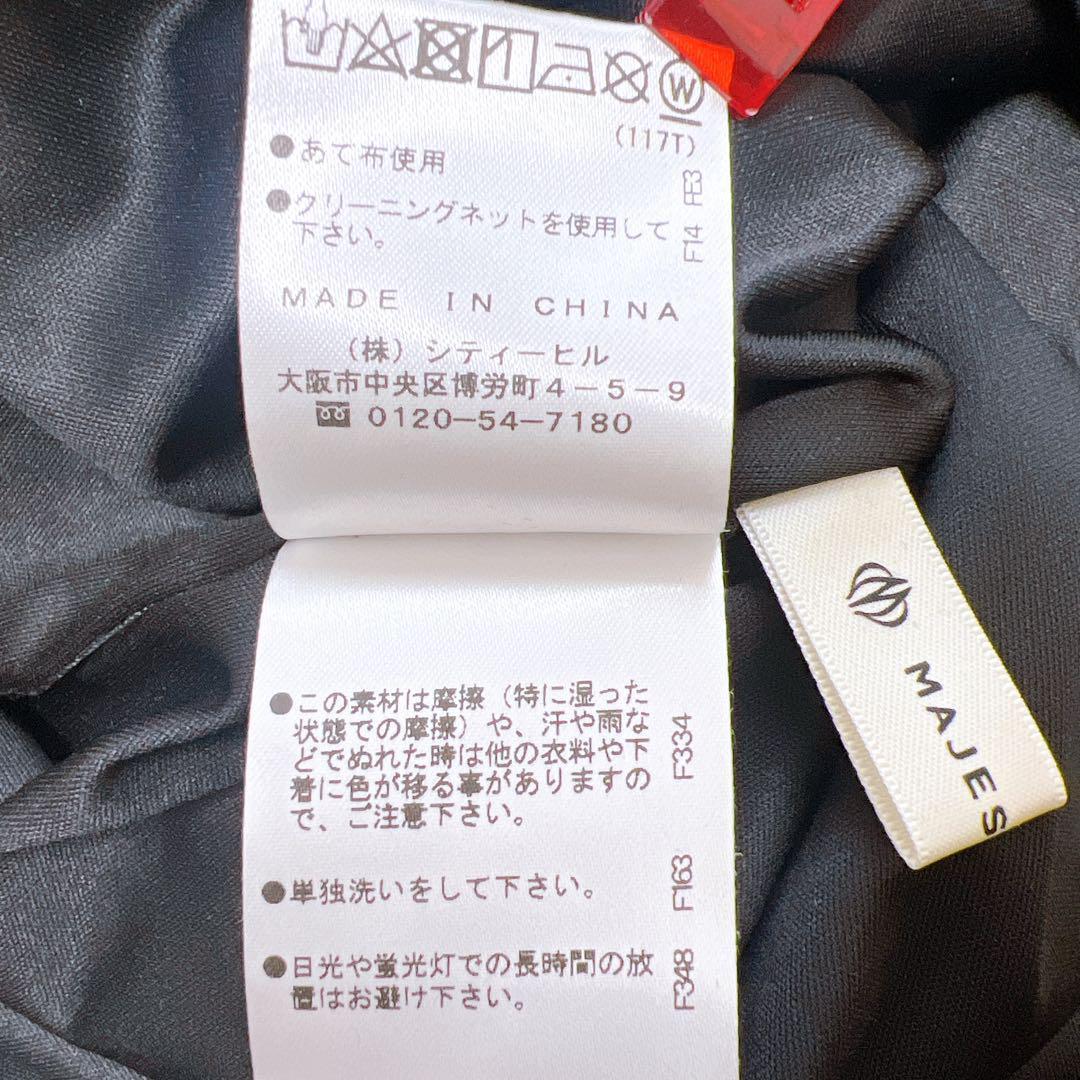 W
(117T)
●あて布使用
F63
●クリーニングネットを使用して
下さい。
F14
MADE IN CHINA
(株)シティーヒル
大阪市中央区博労町4-5-9
0120-54-7180
●この素材は摩擦(特に湿った
状態での摩擦)や、汗や雨な
どでぬれた時は他の衣料や下
着に色が移る事がありますの
で、ご注意下さい。
F334
●単独洗いをして下さい。
F163
●日光や蛍光灯での長時間の放
置はお避け下さい。
F348
MAJES